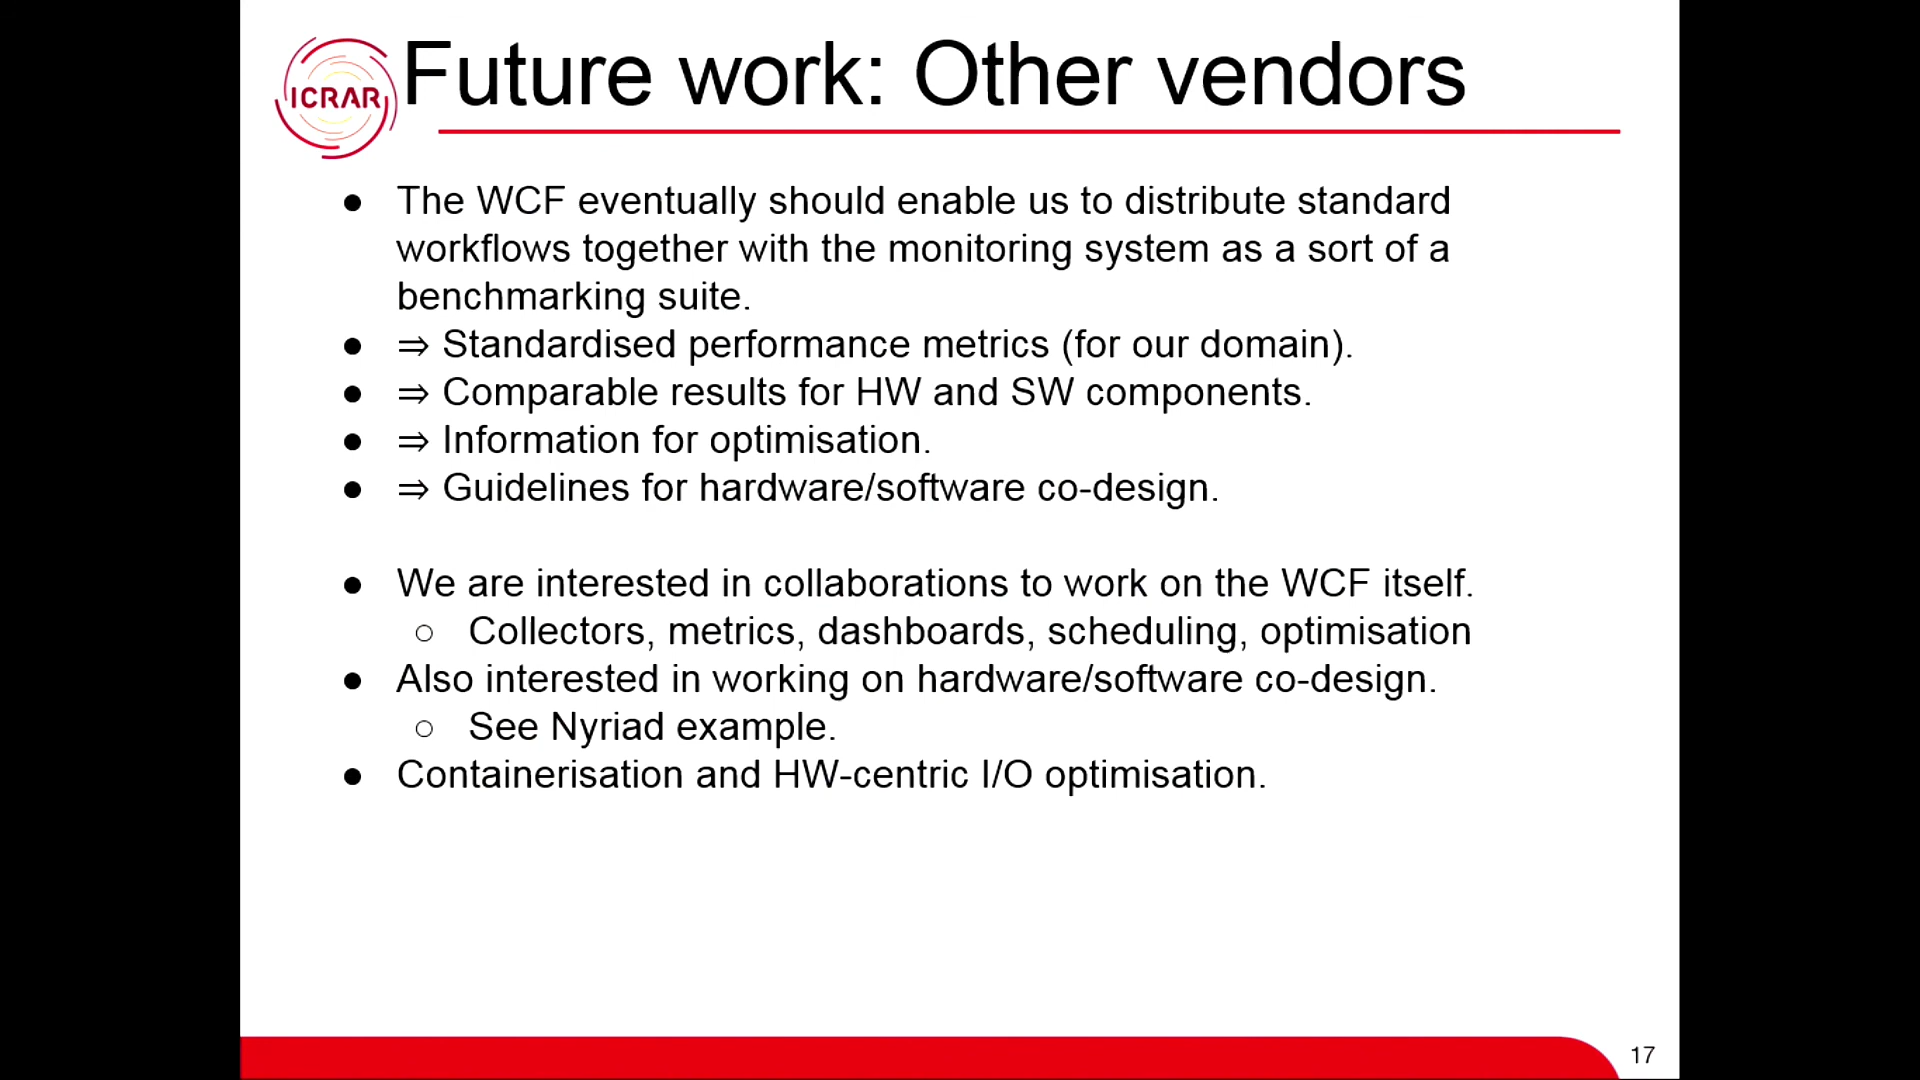 ICRAR
Future work: Other vendors
● The WCF eventually should enable us to distribute standard
workflows together with the monitoring system as a sort of a
benchmarking suite.
● ⇒ Standardised performance metrics (for our domain).
● ⇒ Comparable results for HW and SW components.
● ⇒ Information for optimisation.
● ⇒ Guidelines for hardware/software co-design.
● We are interested in collaborations to work on the WCF itself.
○ Collectors, metrics, dashboards, scheduling, optimisation
● Also interested in working on hardware/software co-design.
○ See Nyriad example.
● Containerisation and HW-centric I/O optimisation.
17